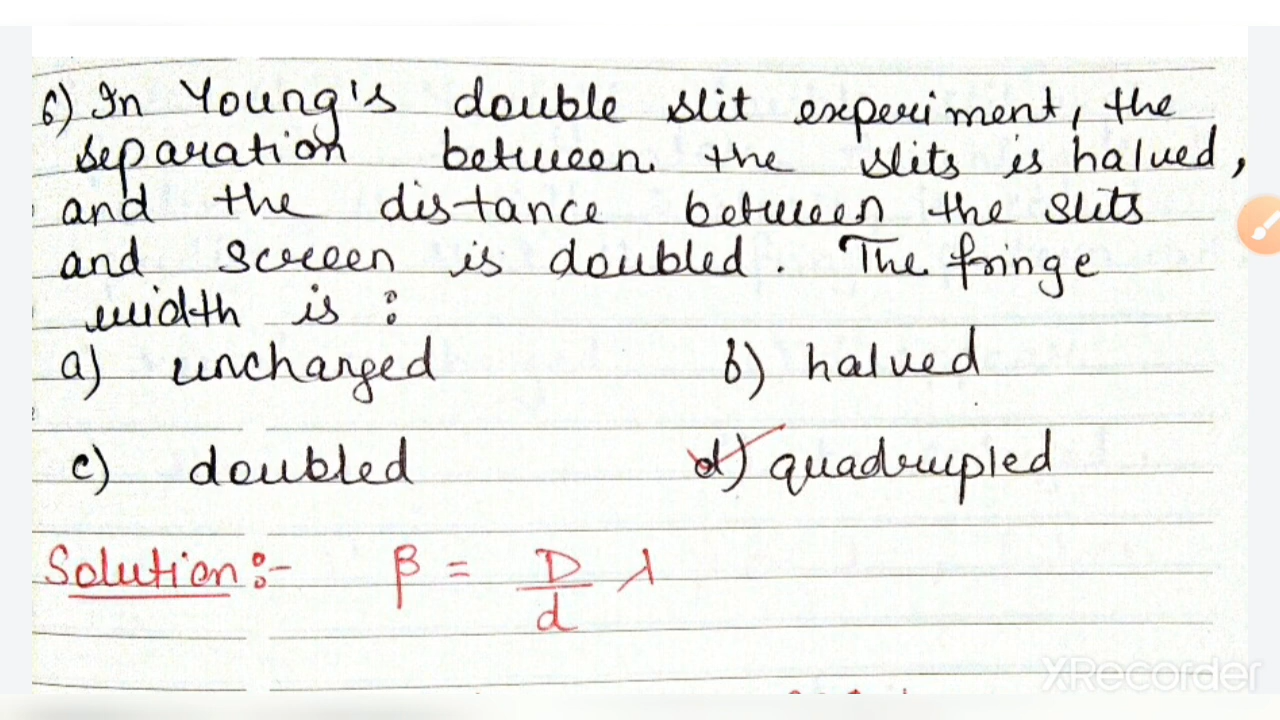 6) In Young's double slit experiment, the
separation between the slits is halved,
and the distance between the slits
and screen is doubled. The fringe
width is :
a) uncharged b) halved
c) doubled d) quadrupled
Solution :- β = D/d λ
XRecorder